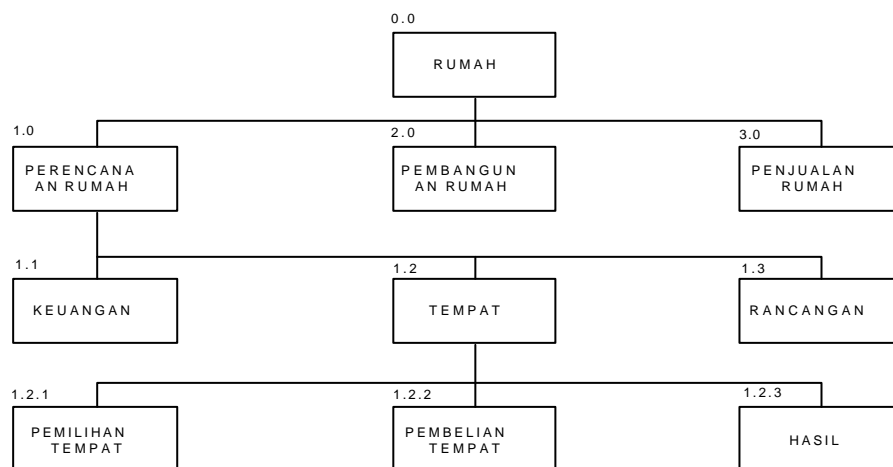 0.0
RUMAH
1.0
2.0
3.0
PERENCANA
AN RUMAH
PEMBANGUN
AN RUMAH
PENJUALAN
RUMAH
1.1
1.2
1.3
KEUANGAN
TEMPAT
RANCANGAN
1.2.1
1.2.2
1.2.3
PEMILIHAN
TEMPAT
PEMBELIAN
TEMPAT
HASIL